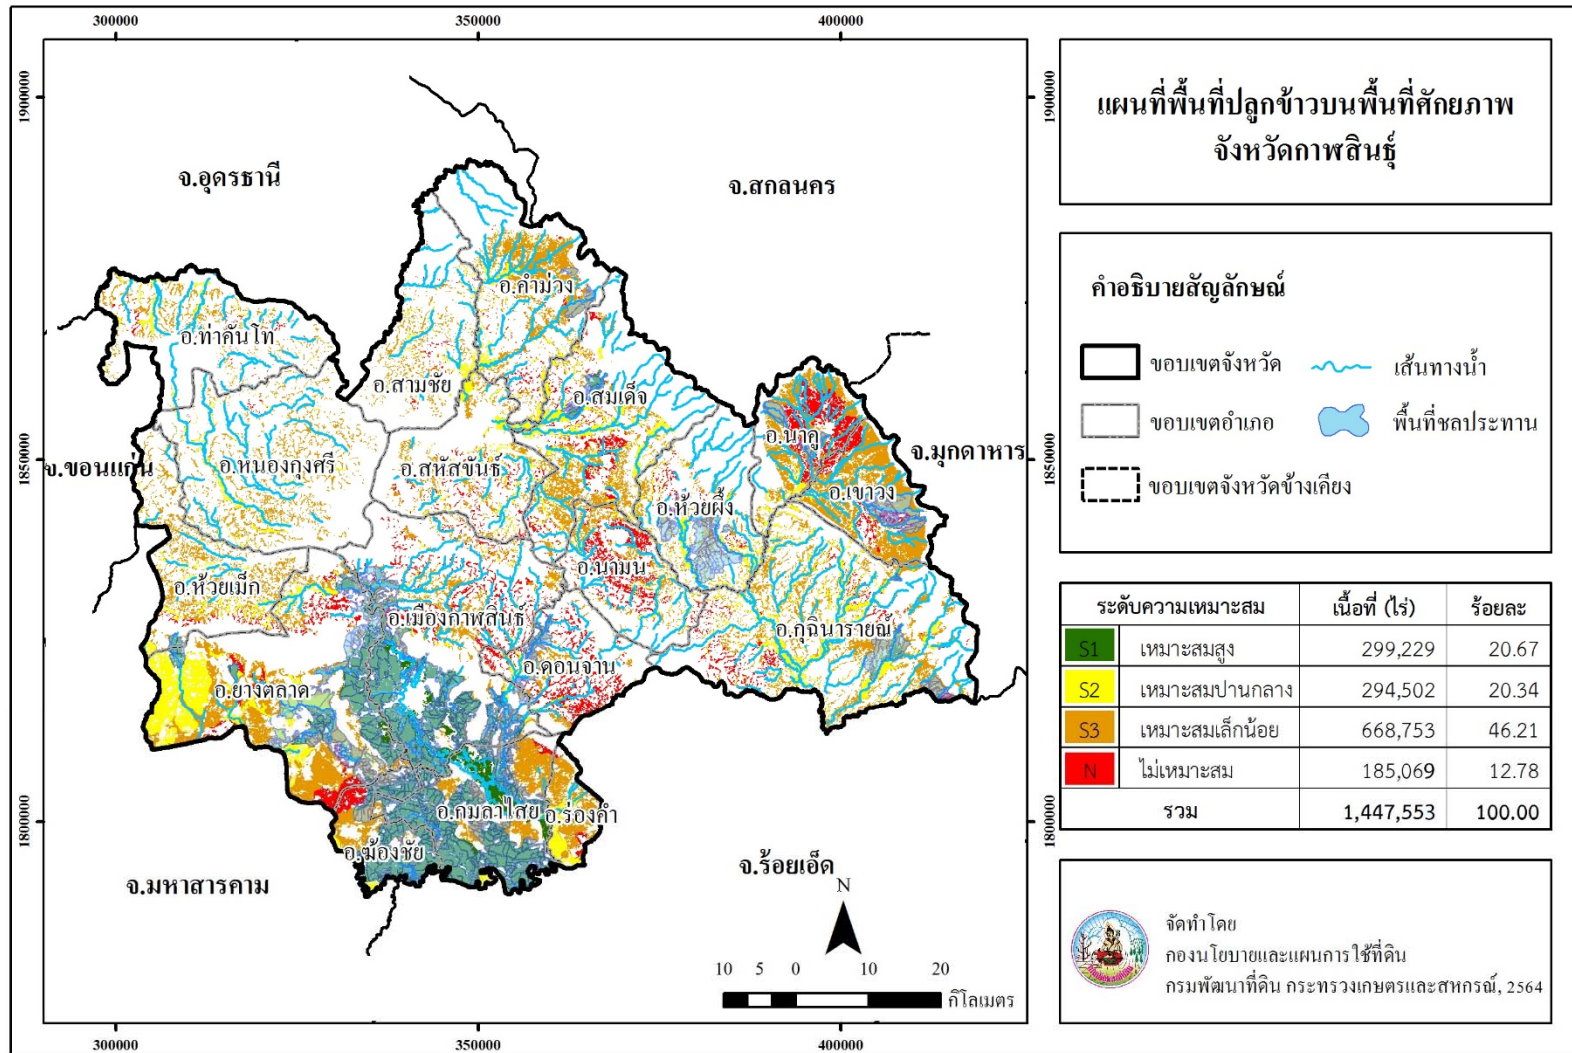 300000
350000
400000
1900000
1900000
แผนที่พื้นที่ปลูกข้าวบนพื้นที่ศักยภาพ
จังหวัดกาฬสินธุ์
จ.อุดรธานี
จ.สกลนคร
คำอธิบายสัญลักษณ์
ขอบเขตจังหวัด
เส้นทางน้ำ
ขอบเขตอำเภอ
พื้นที่ชลประทาน
ขอบเขตจังหวัดข้างเคียง
อ.คำม่วง
อ.ท่าคันโท
อ.สามชัย
อ.สมเด็จ
อ.นาคู
จ.มุกดาหาร
1850000
จ.ขอนแก่น
อ.หนองกุงศรี
อ.สหัสขันธ์
1850000
อ.เขาวง
อ.ห้วยผึ้ง
อ.นามน
อ.ห้วยเม็ก
อ.เมืองกาฬสินธุ์
อ.กุฉินารายณ์
อ.ดอนจาน
อ.ยางตลาด
อ.กมลาไสย
อ.ร่องคำ
อ.ฆ้องชัย
1800000
1800000
จ.มหาสารคาม
จ.ร้อยเอ็ด
ระดับความเหมาะสม เนื้อที่ (ไร่) ร้อยละ
S1 เหมาะสมสูง 299,229 20.67
S2 เหมาะสมปานกลาง 294,502 20.34
S3 เหมาะสมเล็กน้อย 668,753 46.21
N ไม่เหมาะสม 185,069 12.78
รวม 1,447,553 100.00
N
10 5 0 10 20
กิโลเมตร
จัดทำโดย
กองนโยบายและแผนการใช้ที่ดิน
กรมพัฒนาที่ดิน กระทรวงเกษตรและสหกรณ์, 2564
300000
350000
400000